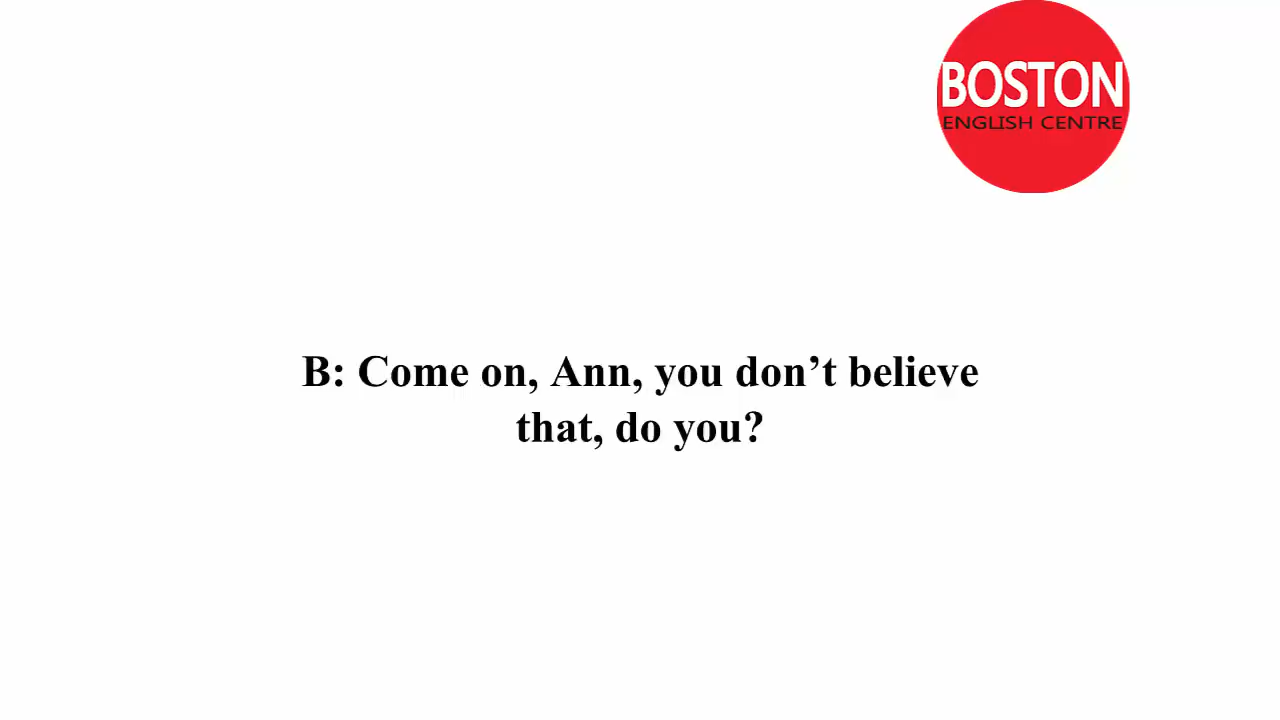 BOSTON
ENGLISH CENTRE
B: Come on, Ann, you don’t believe
that, do you?